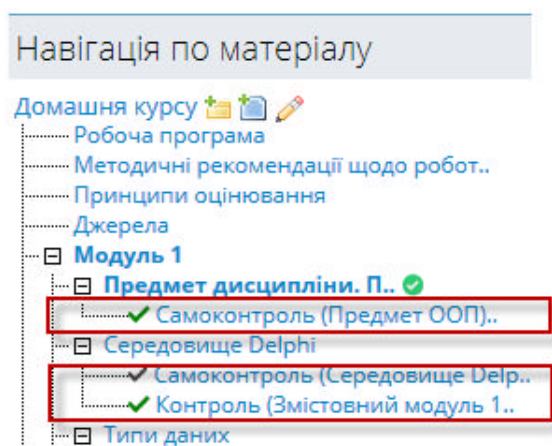 Навігація по матеріалу
Домашня курсу
Робоча програма
Методичні рекомендації щодо робот..
Принципи оцінювання
Джерела
Модуль 1
Предмет дисципліни. П..
Самоконтроль (Предмет ООП)..
Середовище Delphi
Самоконтроль (Середовище Delp..
Контроль (Змістовний модуль 1..
Типи даних